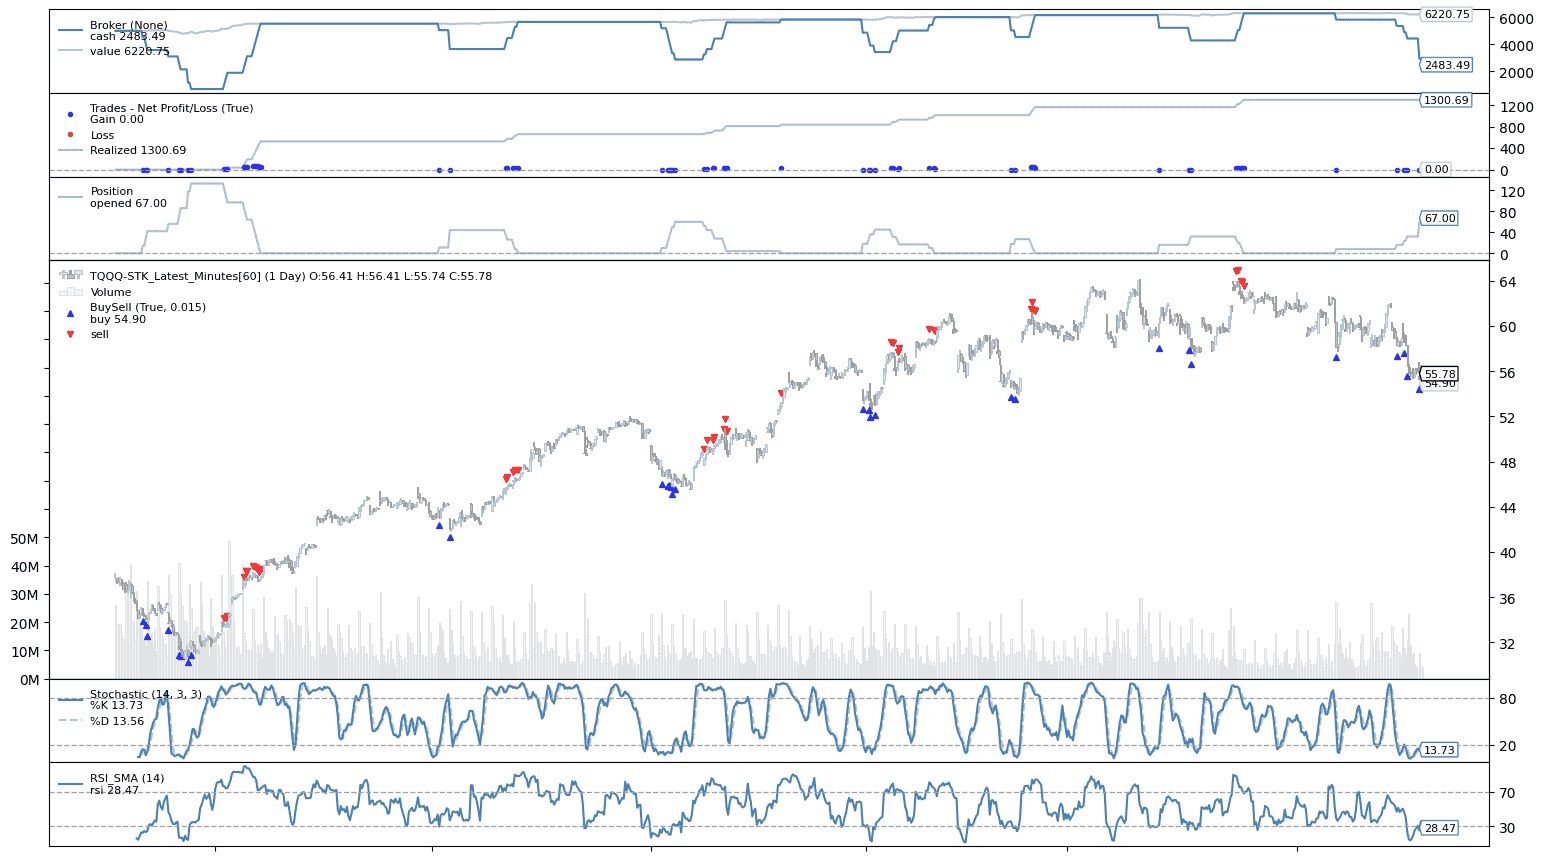 Broker (None)
cash 2483.49
value 6220.75
6220.75
6000
4000
2483.49
2000
Trades - Net Profit/Loss (True)
Gain 0.00
Loss
Realized 1300.69
1300.69
1200
800
400
0.00
0
Position
opened 67.00
120
80
67.00
40
0
TQQQ-STK_Latest_Minutes[60] (1 Day) O:56.41 H:56.41 L:55.74 C:55.78
Volume
BuySell (True, 0.015)
buy 54.90
sell
64
60
56
55.78
54.90
52
48
44
40
36
32
50M
40M
30M
20M
10M
0M
Stochastic (14, 3, 3)
%K 13.73
%D 13.56
80
20
13.73
RSI_SMA (14)
rsi 28.47
70
30
28.47